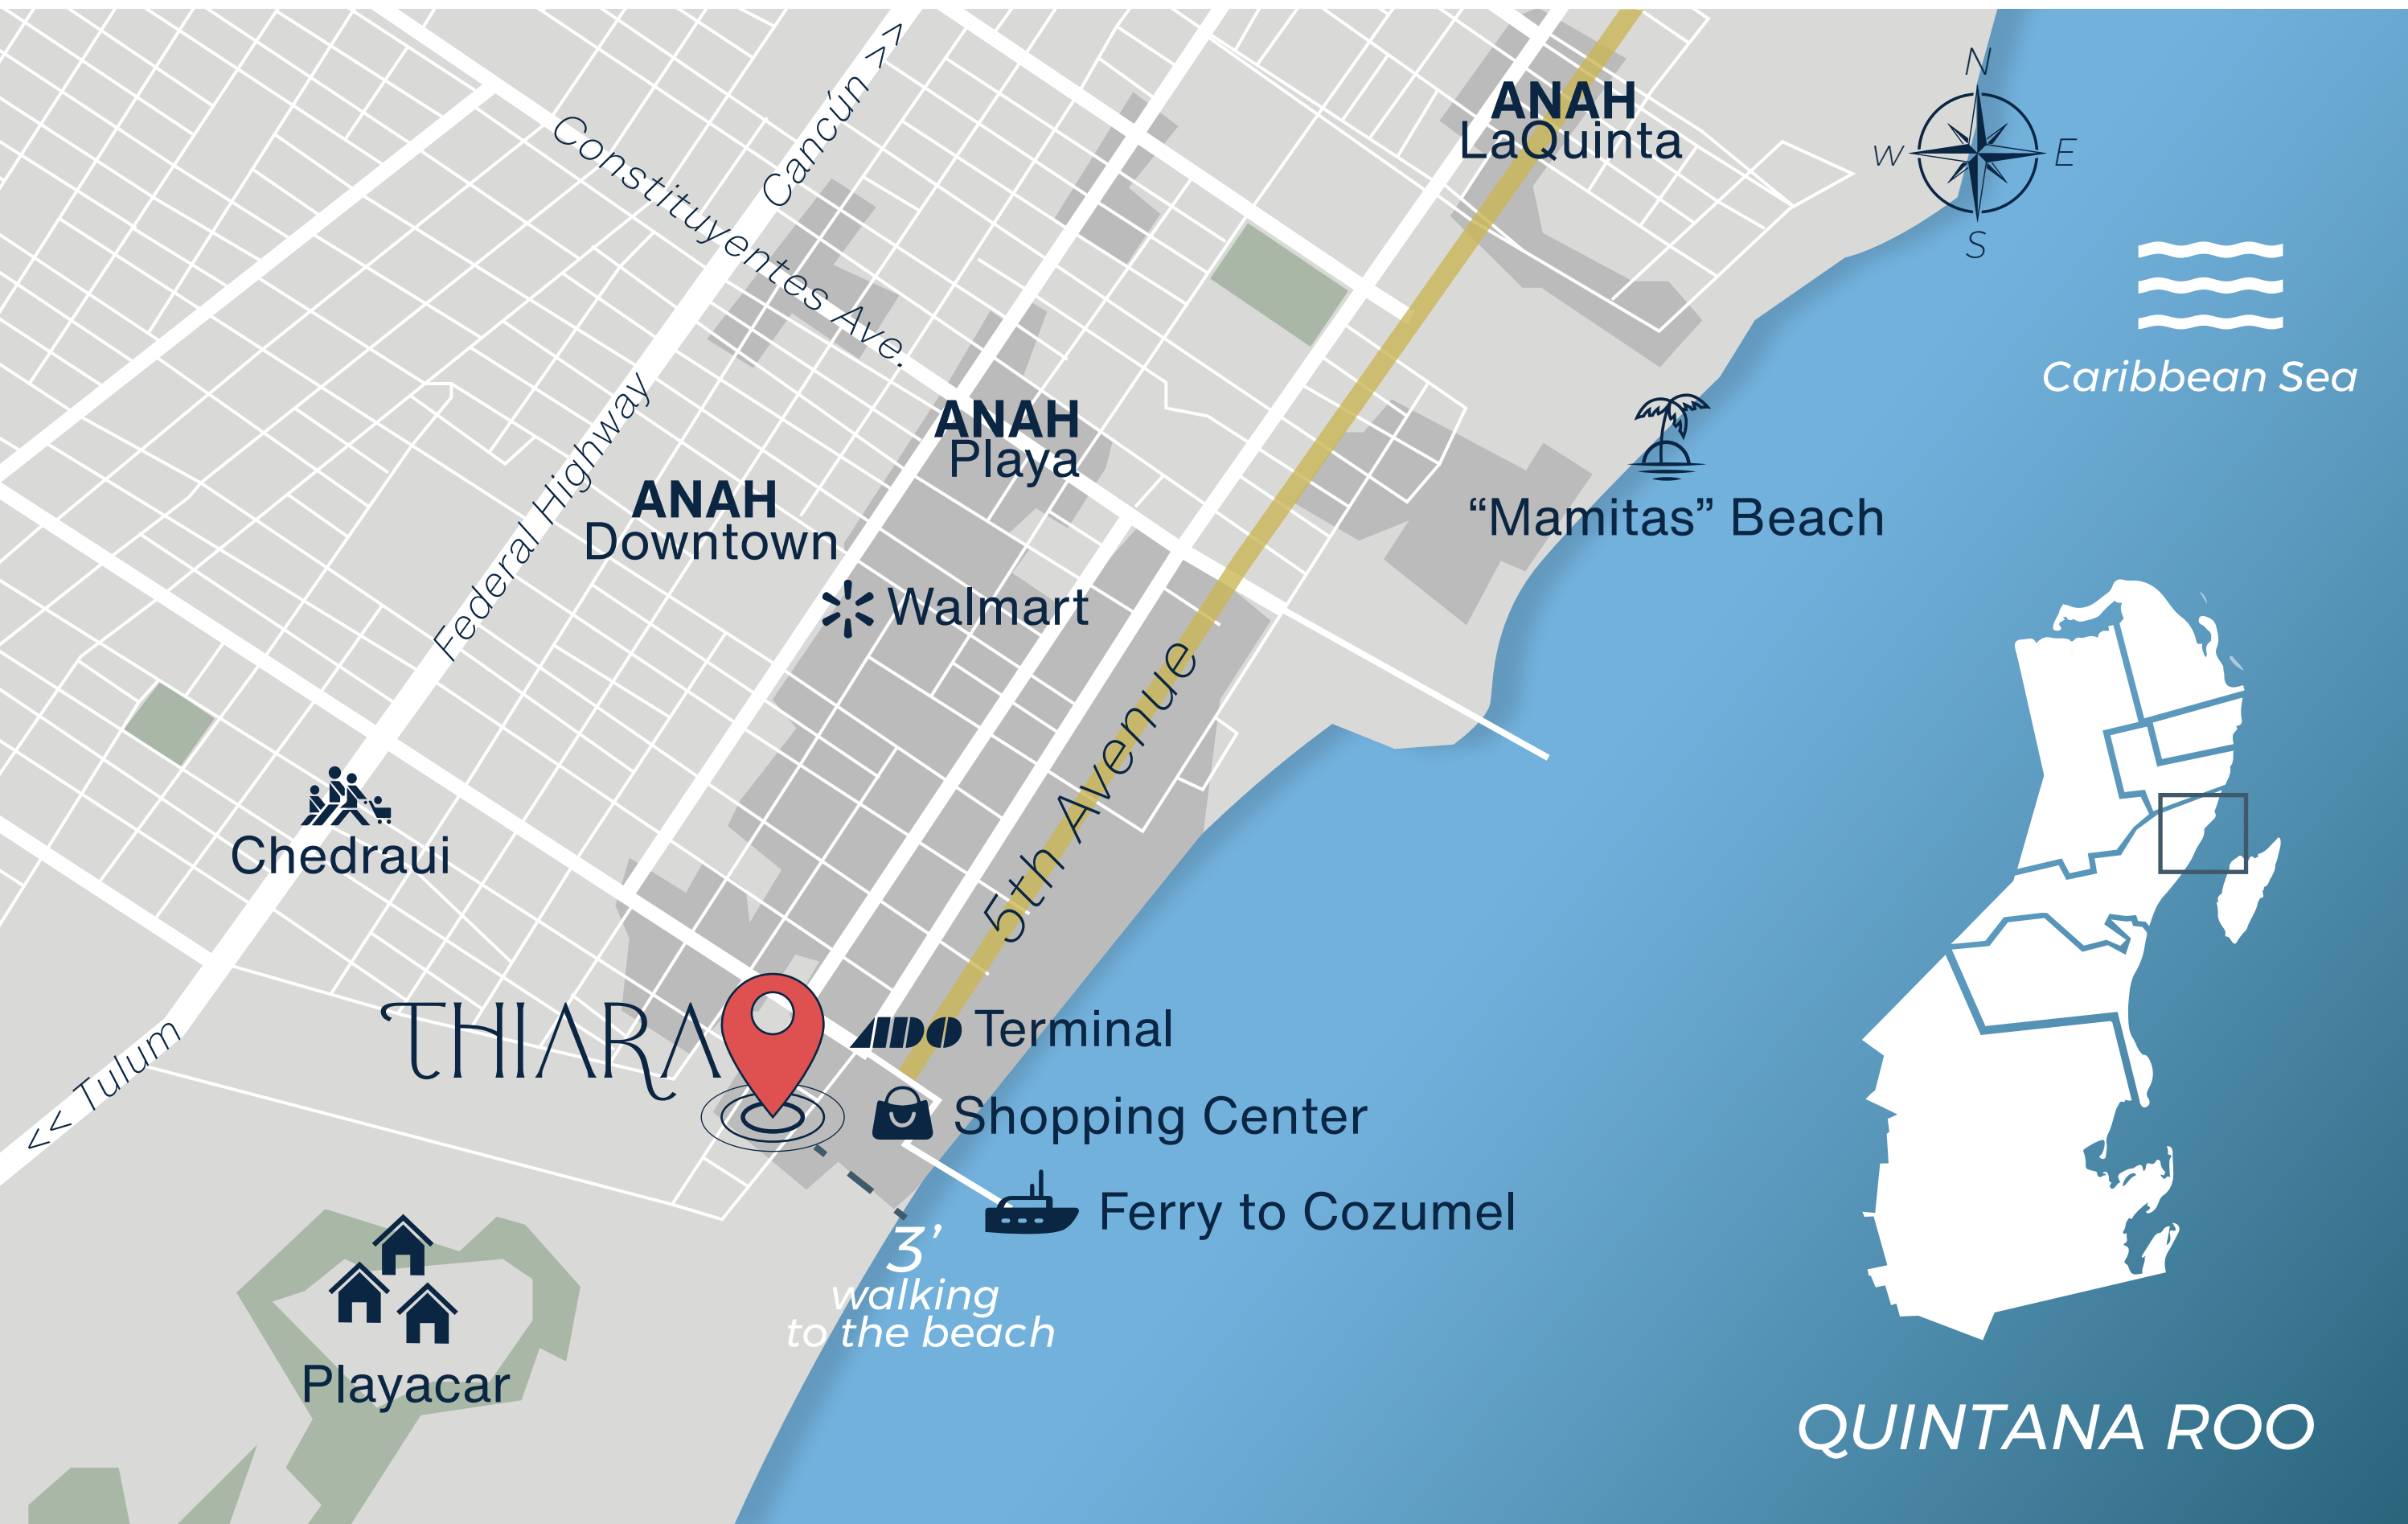 N
W
E
S
Caribbean Sea
Cancún >>
Constituyentes Ave.
ANAH
LaQuinta
ANAH
Playa
Federal Highway
ANAH
Downtown
Walmart
"Mamitas" Beach
5th Avenue
Chedraui
THIARA
ADO Terminal
<< Tulum
Shopping Center
Ferry to Cozumel
3'
walking
to the beach
Playacar
QUINTANA ROO